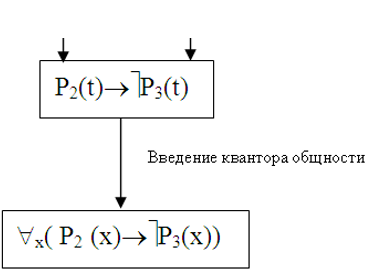 P₂(t)→ ⌉P₃(t)
Введение квантора общности
∀ₓ( P₂ (x)→ ⌉P₃(x))